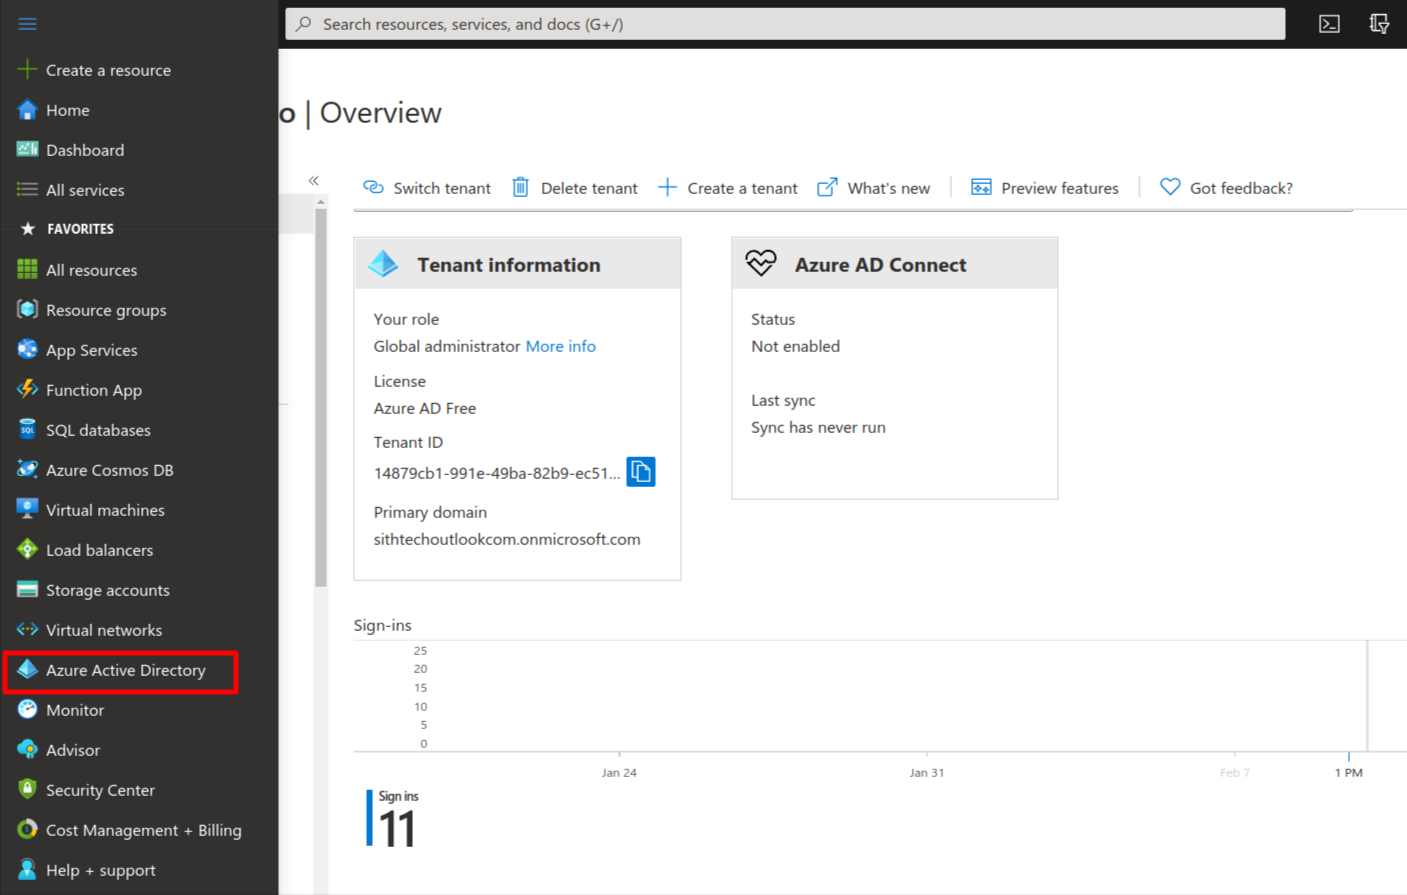 Search resources, services, and docs (G+/)
Create a resource
Home
Dashboard
All services
FAVORITES
All resources
Resource groups
App Services
Function App
SQL databases
Azure Cosmos DB
Virtual machines
Load balancers
Storage accounts
Virtual networks
Azure Active Directory
Monitor
Advisor
Security Center
Cost Management + Billing
Help + support
o | Overview
«
Switch tenant
Delete tenant
Create a tenant
What's new
Preview features
Got feedback?
Tenant information
Your role
Global administrator More info
License
Azure AD Free
Tenant ID
14879cb1-991e-49ba-82b9-ec51...
Primary domain
sithtechoutlookcom.onmicrosoft.com
Azure AD Connect
Status
Not enabled
Last sync
Sync has never run
Sign-ins
25
20
15
10
5
0
Jan 24
Jan 31
Feb 7
1 PM
Sign ins
11